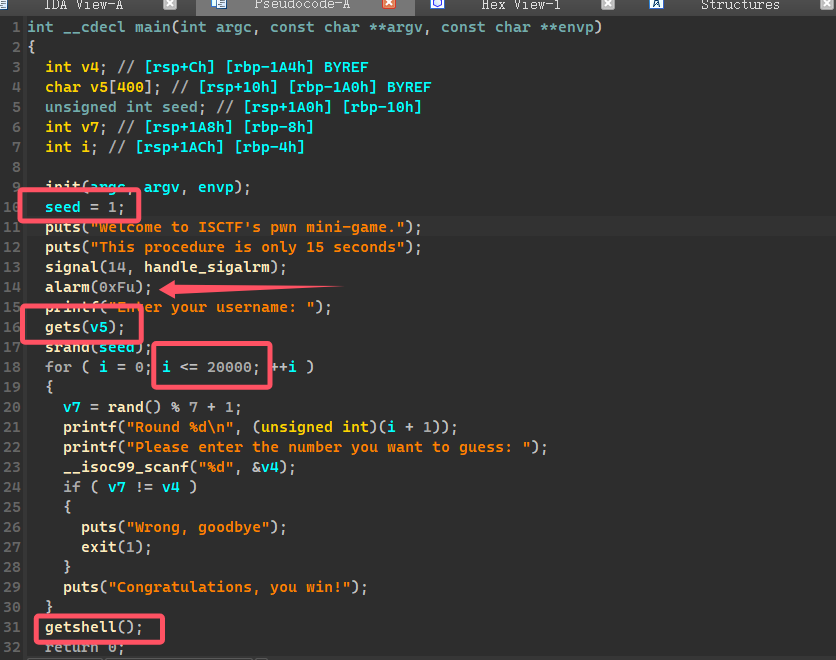 IDA View-A Pseudocode-A Hex View-1 Structures
1 int __cdecl main(int argc, const char **argv, const char **envp)
2 {
3 int v4; // [rsp+Ch] [rbp-1A4h] BYREF
4 char v5[400]; // [rsp+10h] [rbp-1A0h] BYREF
5 unsigned int seed; // [rsp+1A0h] [rbp-10h]
6 int v7; // [rsp+1A8h] [rbp-8h]
7 int i; // [rsp+1ACh] [rbp-4h]
8
9 init(argc, argv, envp);
10 seed = 1;
11 puts("Welcome to ISCTF's pwn mini-game.");
12 puts("This procedure is only 15 seconds");
13 signal(14, handle_sigalrm);
14 alarm(0xFu);
15 printf("Enter your username: ");
16 gets(v5);
17 srand(seed);
18 for ( i = 0; i <= 20000; ++i )
19 {
20 v7 = rand() % 7 + 1;
21 printf("Round %d\n", (unsigned int)(i + 1));
22 printf("Please enter the number you want to guess: ");
23 __isoc99_scanf("%d", &v4);
24 if ( v7 != v4 )
25 {
26 puts("Wrong, goodbye");
27 exit(1);
28 }
29 puts("Congratulations, you win!");
30 }
31 getshell();
32 return 0;